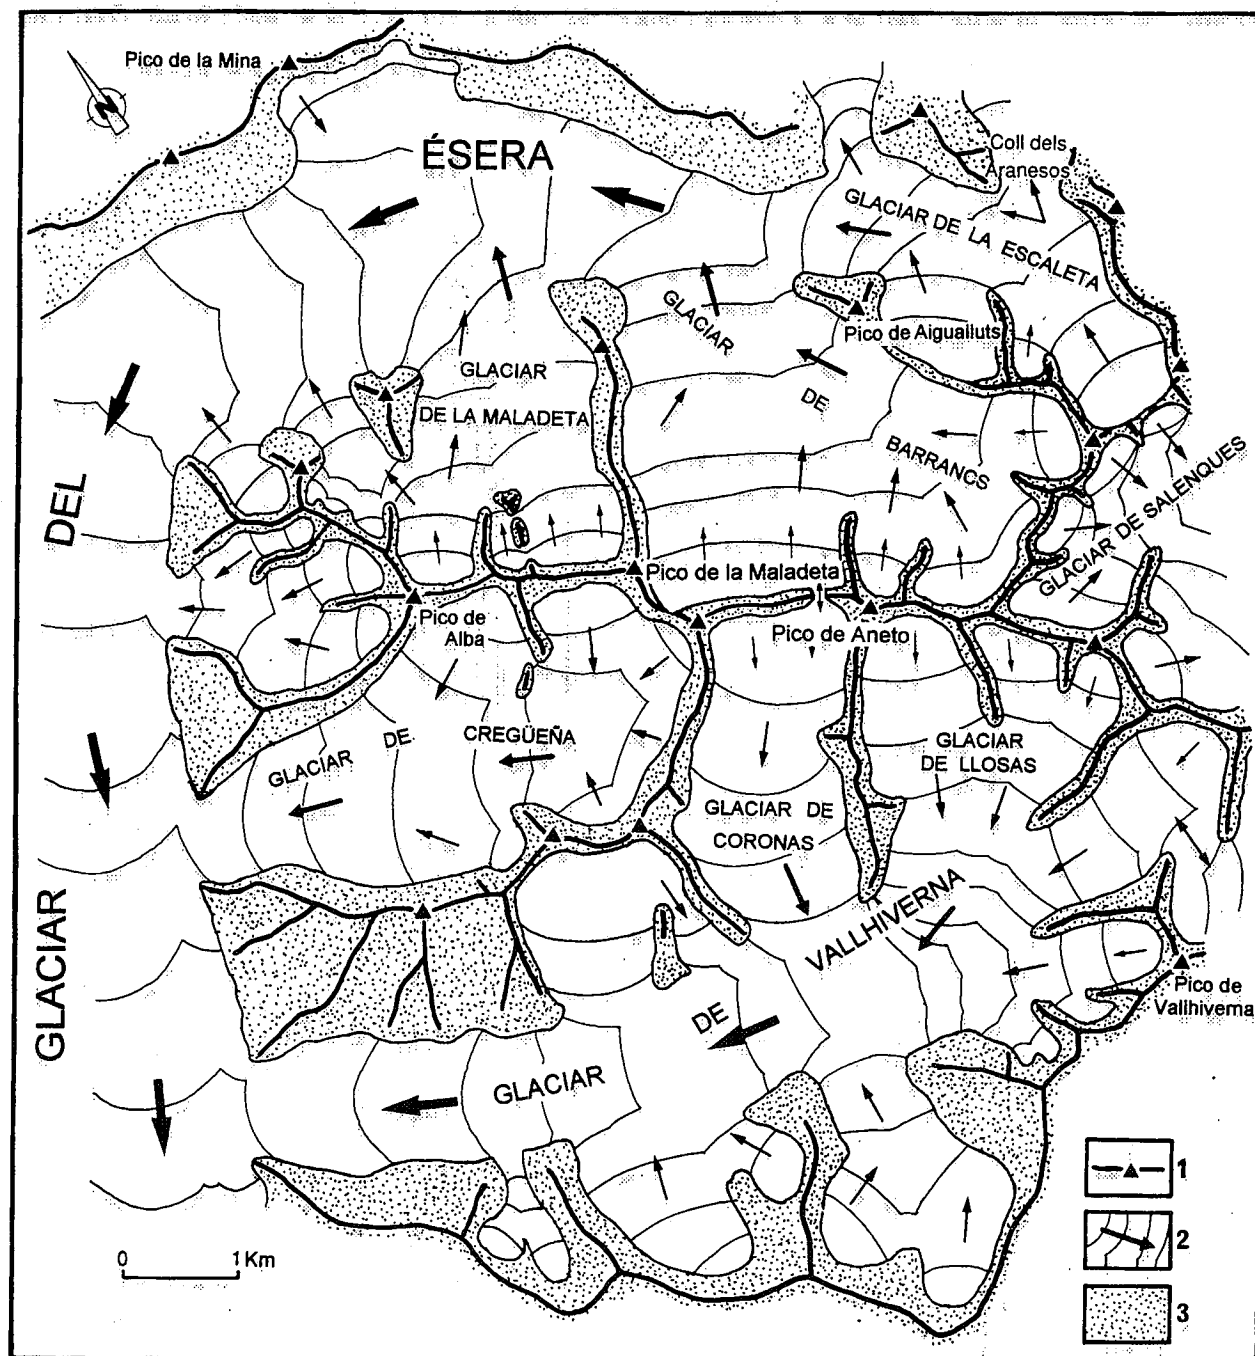 Pico de la Mina
ÉSERA
Coll dels
Aranesos
GLACIAR DE LA ESCALETA
Pico de Aiguailuts
GLACIAR
DE
BARRANCS
GLACIAR
DE LA MALADETA
GLACIAR DE SALENQUES
DEL
Pico de la Maladeta
Pico de
Alba
Pico de Aneto
GLACIAR DE CREGÜEÑA
GLACIAR
DE LLOSAS
GLACIAR DE
CORONAS
GLACIAR
VALLHIVERNA
DE
GLACIAR
Pico de
Vallhiverna
1
2
3
0 1 Km